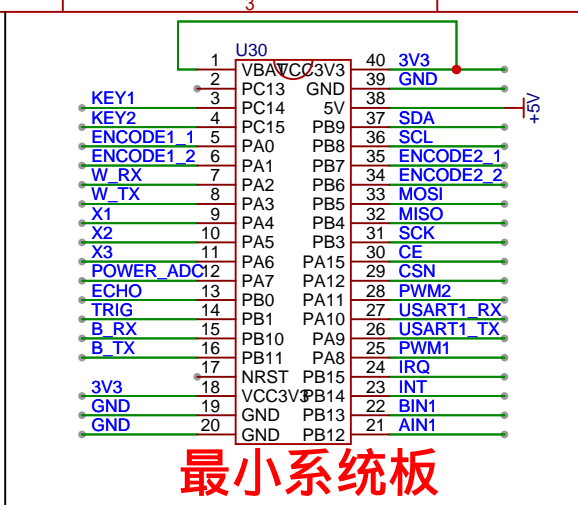 3
U30
1 VBAT VCC3V3 40 3V3
2 PC13 GND 39 GND
KEY1 3 PC14 5V 38 +5V
KEY2 4 PC15 PB9 37 SDA
ENCODE1_1 5 PA0 PB8 36 SCL
ENCODE1_2 6 PA1 PB7 35 ENCODE2_1
W_RX 7 PA2 PB6 34 ENCODE2_2
W_TX 8 PA3 PB5 33 MOSI
X1 9 PA4 PB4 32 MISO
X2 10 PA5 PB3 31 SCK
X3 11 PA6 PA15 30 CE
POWER_ADC 12 PA7 PA12 29 CSN
ECHO 13 PB0 PA11 28 PWM2
TRIG 14 PB1 PA10 27 USART1_RX
B_RX 15 PB10 PA9 26 USART1_TX
B_TX 16 PB11 PA8 25 PWM1
17 NRST PB15 24 IRQ
3V3 18 VCC3V3 PB14 23 INT
GND 19 GND PB13 22 BIN1
GND 20 GND PB12 21 AIN1
最小系统板